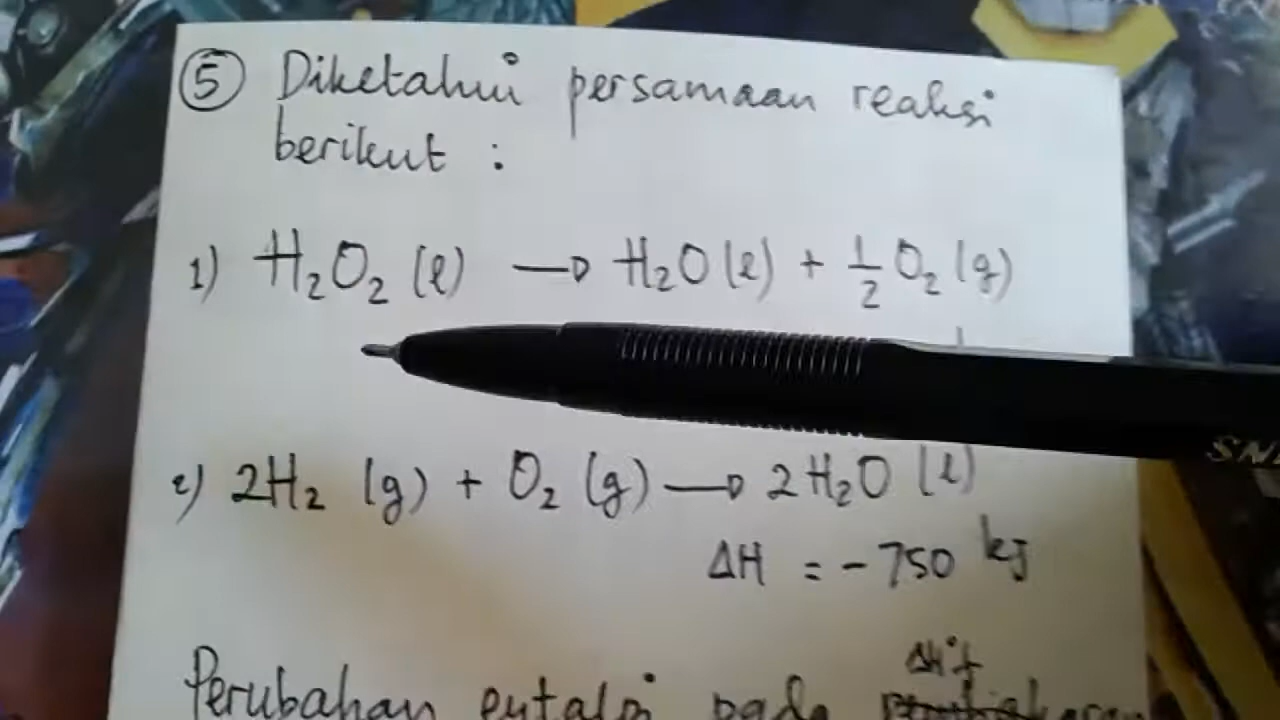 ⑤ Diketahui persamaan reaksi
berikut :
1) H₂O₂ (l) → H₂O (l) + ½ O₂ (g)
2) 2H₂ (g) + O₂ (g) → 2H₂O (l)
ΔH = -750 kJ
ΔH°f
Perubahan entalpi pada